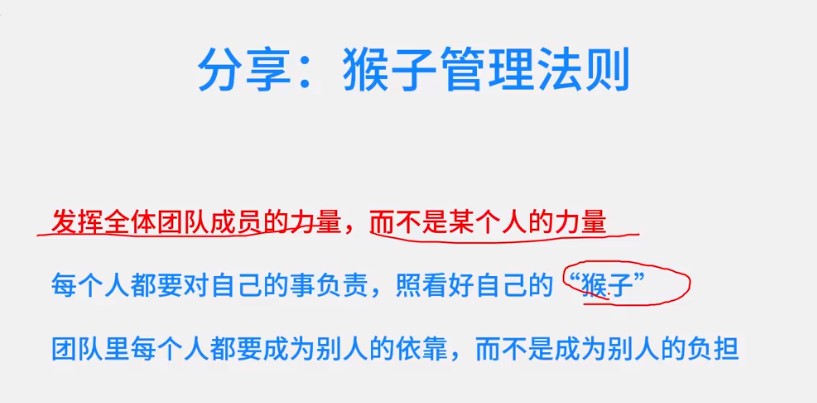 分享：猴子管理法则
发挥全体团队成员的力量，而不是某个人的力量
每个人都要对自己的事负责，照看好自己的“猴子”
团队里每个人都要成为别人的依靠，而不是成为别人的负担